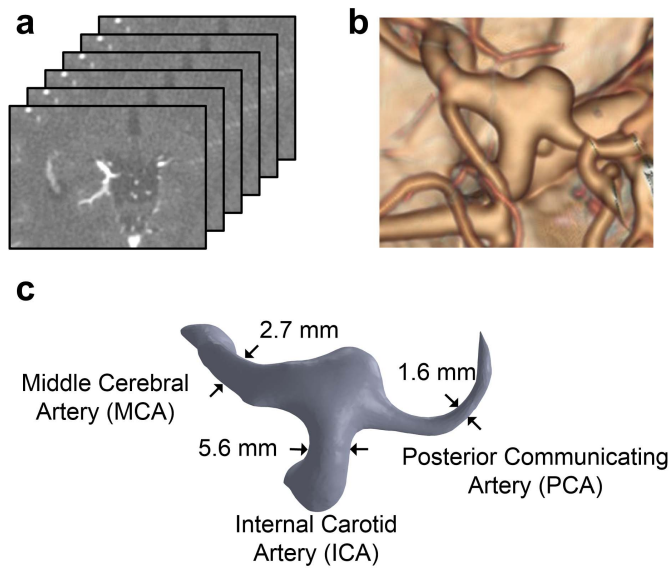 a
b
c
2.7 mm
1.6 mm
Middle Cerebral
Artery (MCA)
5.6 mm
Posterior Communicating
Artery (PCA)
Internal Carotid
Artery (ICA)